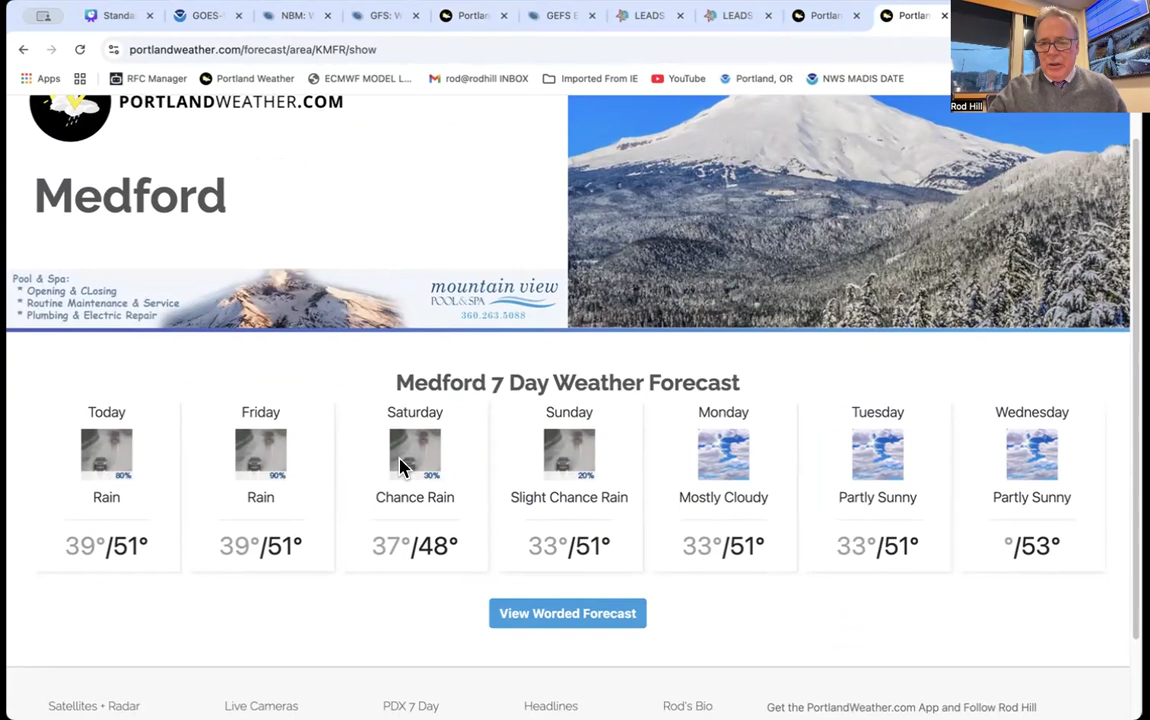 Standa
GOES-
NBM: W
GFS: W
Portlan
GEFS E
LEADS
LEADS
Portlan
Portlan
portlandweather.com/forecast/area/KMFR/show
Apps
RFC Manager
Portland Weather
ECMWF MODEL L...
rod@rodhill INBOX
Imported From IE
YouTube
Portland, OR
NWS MADIS DATE
Rod Hill
PORTLANDWEATHER.COM
Medford
Pool & Spa:
* Opening & CLosing
* Routine Maintenance & Service
* Plumbing & Electric Repair
mountain view
POOL & SPA
360.263.5088
Medford 7 Day Weather Forecast
Today Friday Saturday Sunday Monday Tuesday Wednesday
80% 90% 30% 20%
Rain Rain Chance Rain Slight Chance Rain Mostly Cloudy Partly Sunny Partly Sunny
39°/51° 39°/51° 37°/48° 33°/51° 33°/51° 33°/51° °/53°
View Worded Forecast
Satellites + Radar Live Cameras PDX 7 Day Headlines Rod's Bio Get the PortlandWeather.com App and Follow Rod Hill